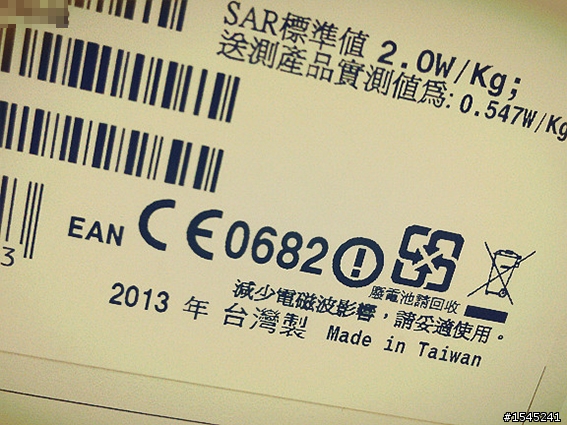 SAR標準值 2.0W/Kg;
送測產品實測值為: 0.547W/Kg
3
EAN CE0682
廢電池請回收
減少電磁波影響，請妥適使用。
2013 年 台灣製 Made in Taiwan
#1545241